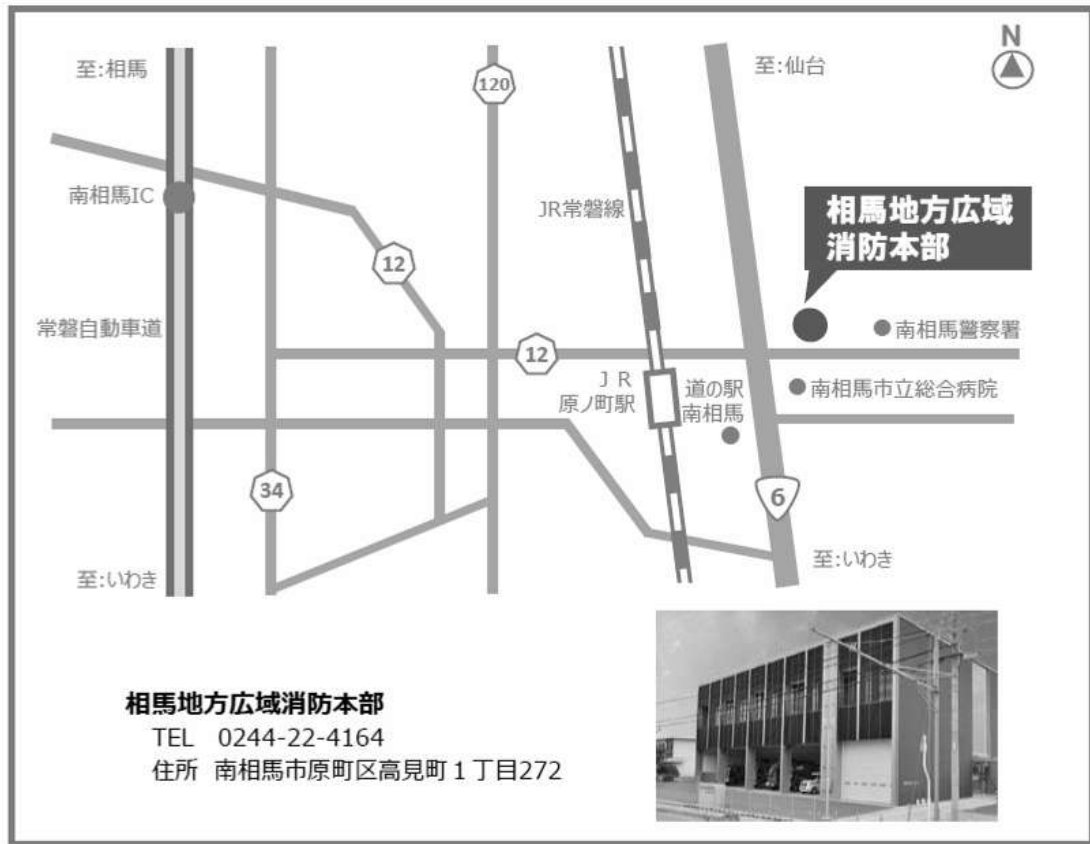 N
至:相馬
120
至:仙台
南相馬IC
JR常磐線
相馬地方広域
消防本部
12
常磐自動車道
南相馬警察署
12
JR
原ノ町駅
道の駅
南相馬
南相馬市立総合病院
34
6
至:いわき
至:いわき
相馬地方広域消防本部
TEL 0244-22-4164
住所 南相馬市原町区高見町1丁目272